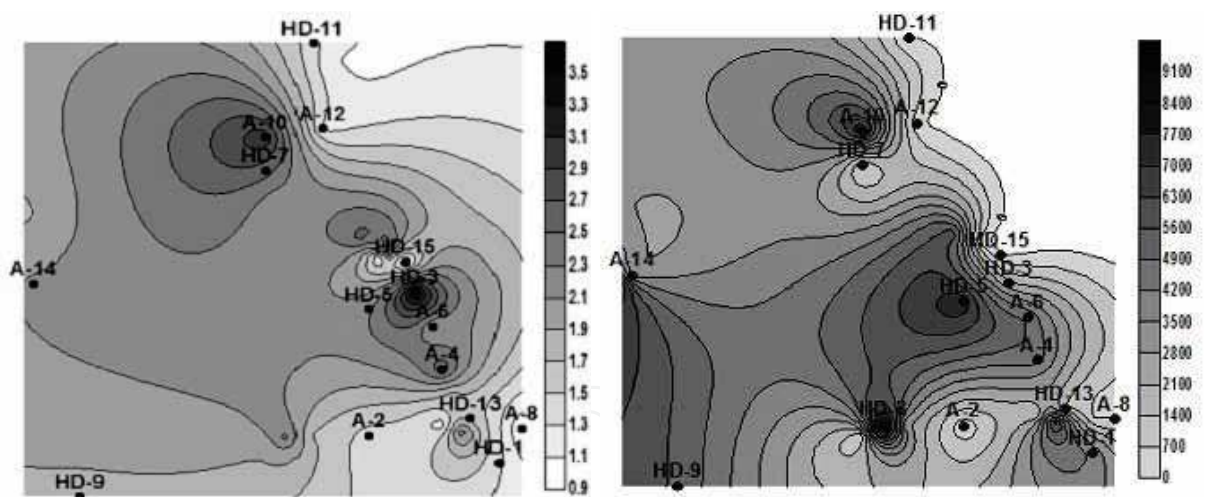 HD-11
3.5
3.3
3.1
2.9
2.7
2.5
2.3
2.1
1.9
1.7
1.5
1.3
1.1
0.9
A-12
A-10
HD-7
A-14
HD-15
HD-3
HD-5
A-6
A-4
A-2
HD-13
A-8
HD-1
HD-9
HD-11
9100
8400
7700
7000
6300
5600
4900
4200
3500
2800
2100
1400
700
0
A-12
A-10
HD-7
A-14
HD-15
HD-3
HD-5
A-6
A-4
A-2
HD-13
A-8
HD-1
HD-9